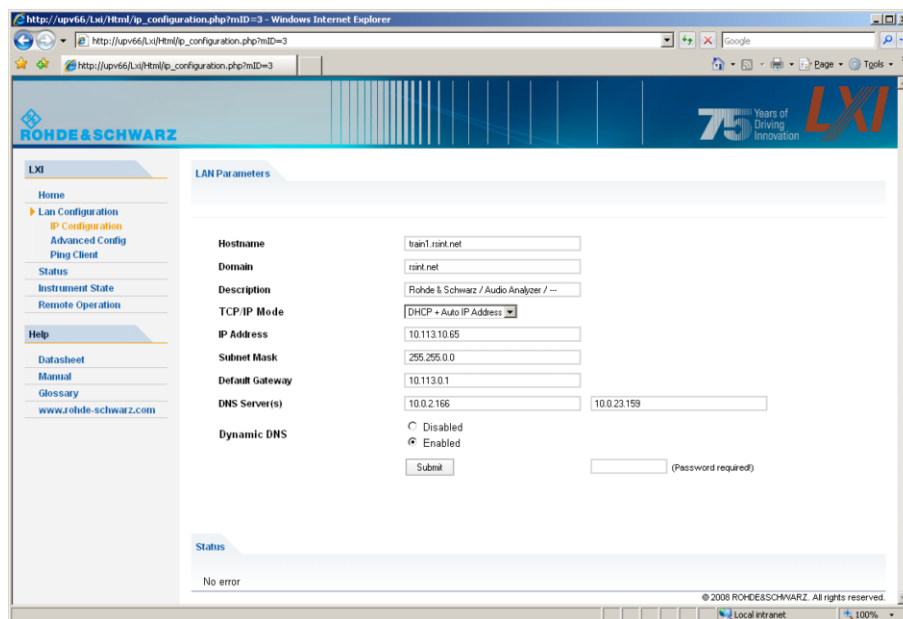 http://upv66/Lxi/Html/ip_configuration.php?mID=3 - Windows Internet Explorer
http://upv66/Lxi/Html/ip_configuration.php?mID=3
Google
http://upv66/Lxi/Html/ip_configuration.php?mID=3
Page
Tools
ROHDE&SCHWARZ
75 Years of
Driving
Innovation
LXI
LXI
Home
Lan Configuration
IP Configuration
Advanced Config
Ping Client
Status
Instrument State
Remote Operation
Help
Datasheet
Manual
Glossary
www.rohde-schwarz.com
LAN Parameters
Hostname train1.rsint.net
Domain rsint.net
Description Rohde & Schwarz / Audio Analyzer / ---
TCP/IP Mode DHCP + Auto IP Address
IP Address 10.113.10.65
Subnet Mask 255.255.0.0
Default Gateway 10.113.0.1
DNS Server(s) 10.0.2.166 10.0.23.159
Dynamic DNS
Disabled
Enabled
Submit (Password required!)
Status
No error
© 2008 ROHDE&SCHWARZ. All rights reserved.
Local intranet 100%